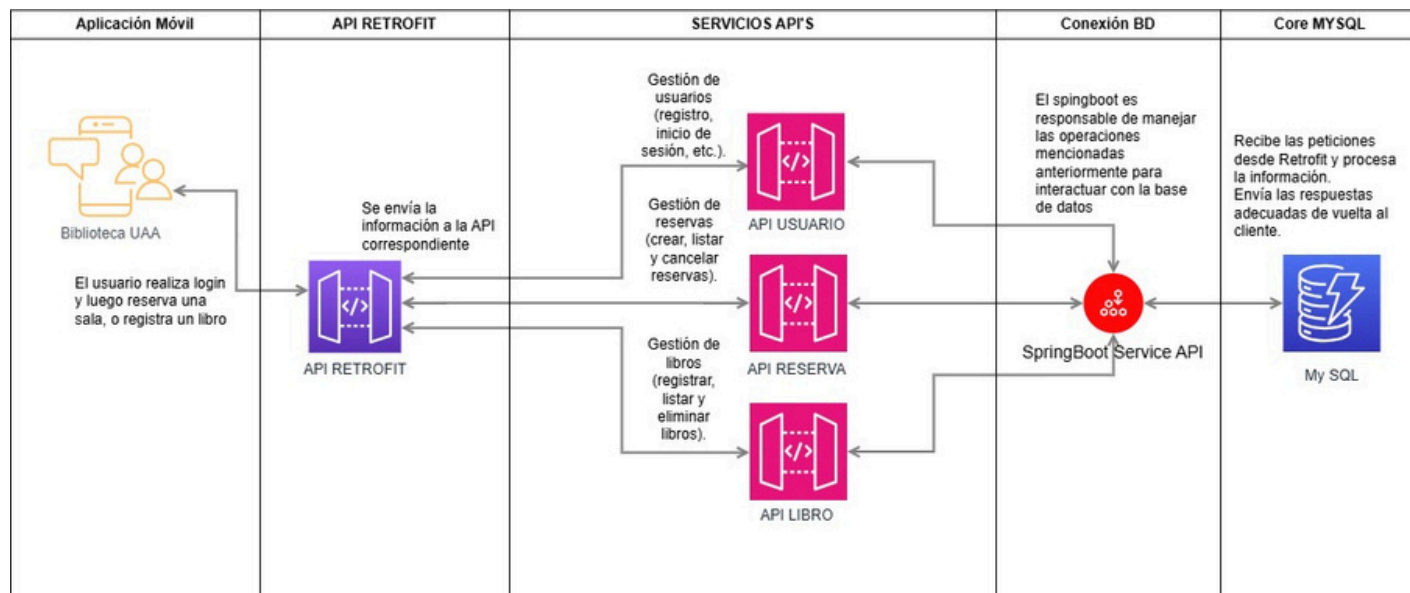 Aplicación Móvil
API RETROFIT
SERVICIOS API'S
Conexión BD
Core MYSQL
Biblioteca UAA
El usuario realiza login
y luego reserva una
sala, o registra un libro
Se envía la
información a la API
correspondiente
API RETROFIT
Gestión de
usuarios
(registro,
inicio de
sesión, etc.).
API USUARIO
Gestión de
reservas
(crear, listar
y cancelar
reservas).
API RESERVA
Gestión de
libros
(registrar,
listar y
eliminar
libros).
API LIBRO
El spingboot es
responsable de manejar
las operaciones
mencionadas
anteriormente para
interactuar con la base
de datos
SpringBoot Service API
Recibe las peticiones
desde Retrofit y procesa
la información.
Envía las respuestas
adecuadas de vuelta al
cliente.
My SQL